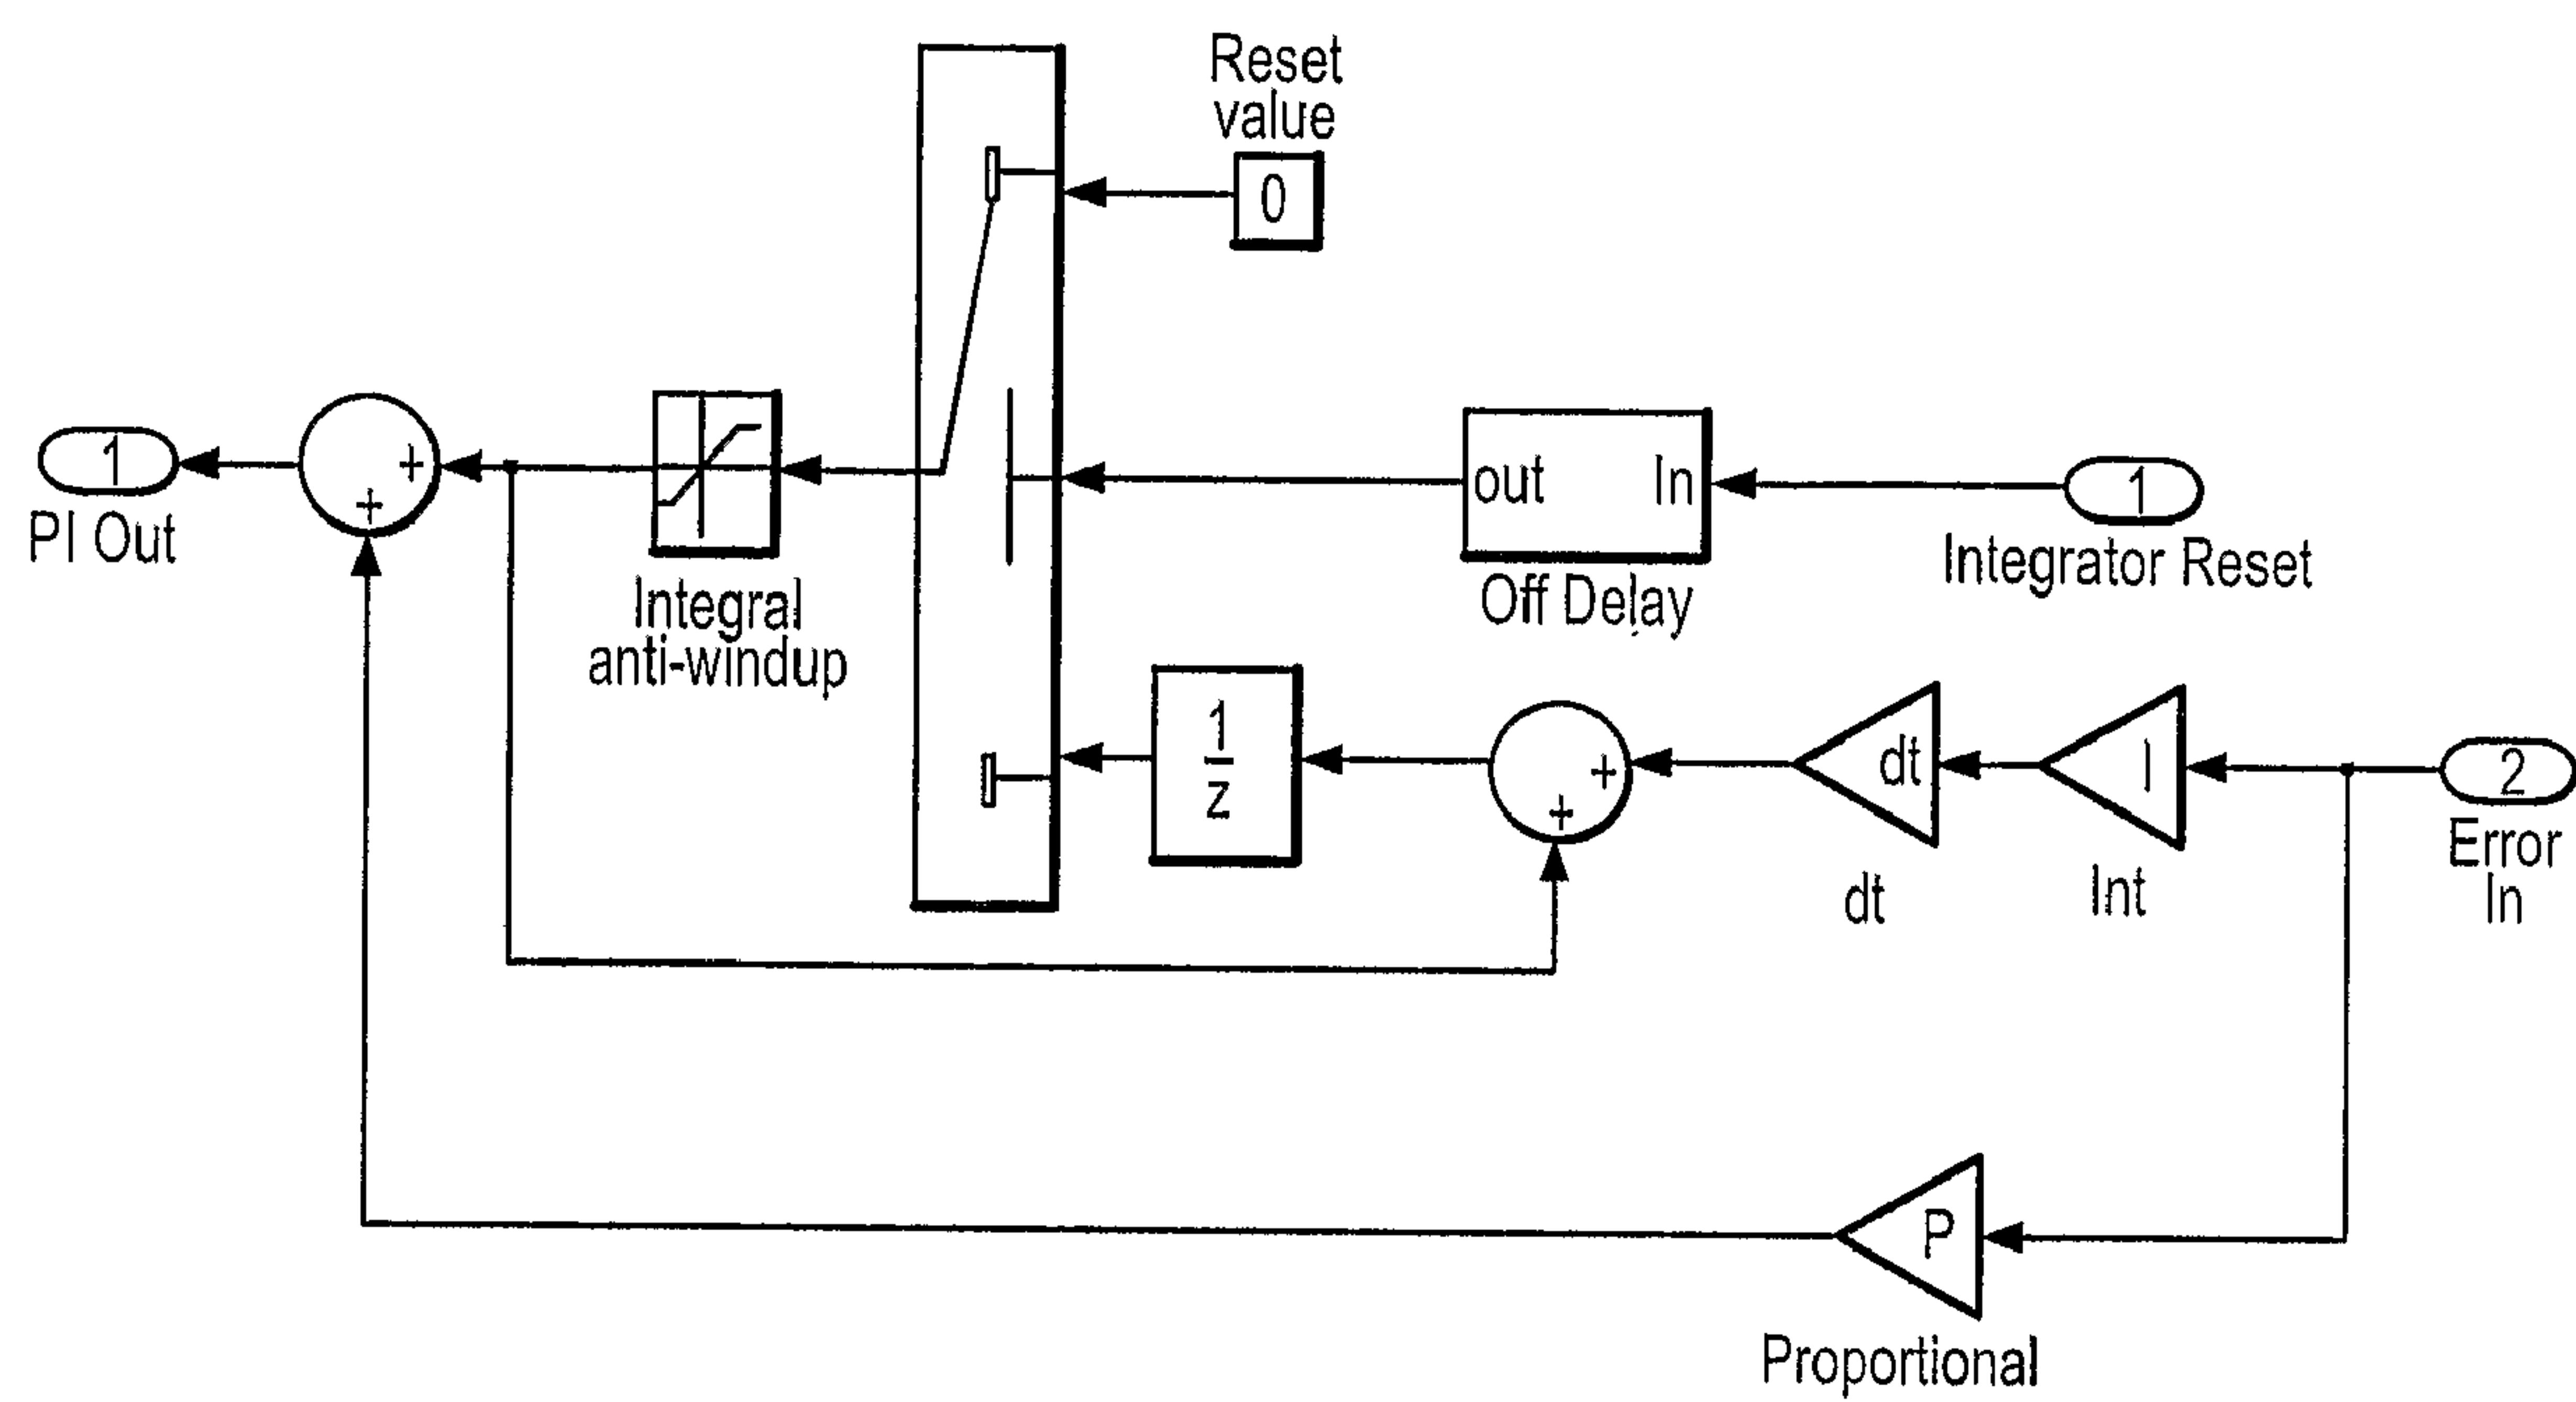 Reset
value
0
1
PI Out
+
+
Integral
anti-windup
out
In
Off Delay
1
Integrator Reset
1
z
+
+
dt
dt
I
Int
2
Error
In
P
Proportional